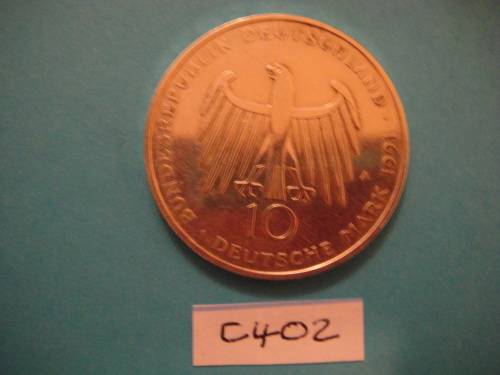 BUNDESREPUBLIK DEUTSCHLAND
10
DEUTSCHE MARK 1991
A
C402